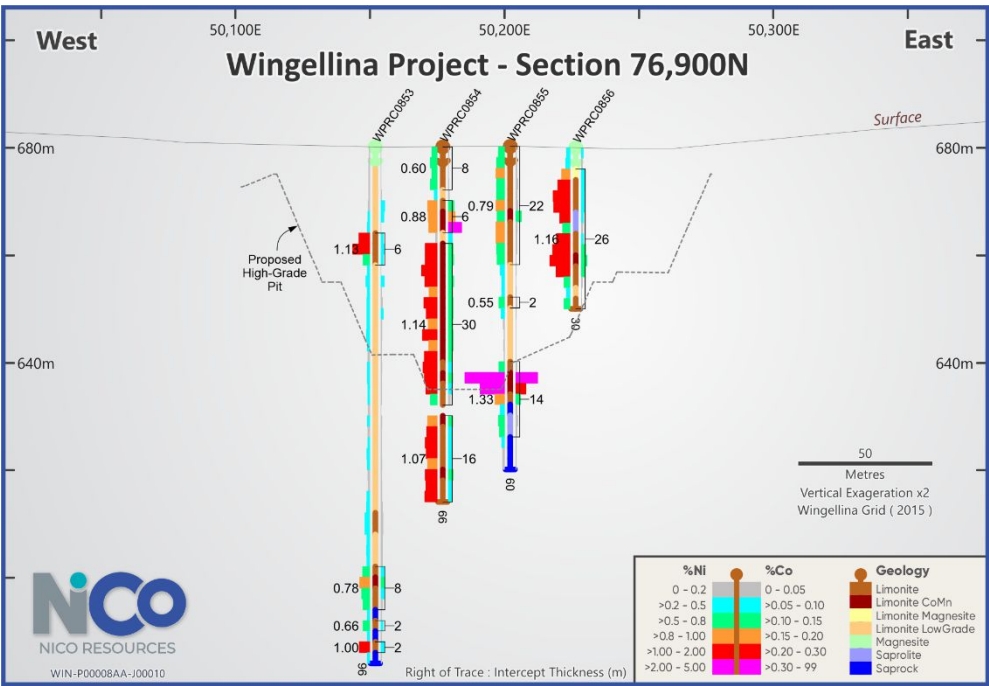 50,100E
50,200E
50,300E
West
East
Wingellina Project - Section 76,900N
WPRC0853
WPRC0854
WPRC0855
WPRC0856
Surface
680m
680m
0.60
8
0.88
6
0.79
22
1.13
6
1.16
26
Proposed
High-Grade
Pit
0.55
2
1.14
30
30
640m
640m
1.33
14
1.07
16
60
66
50
Metres
Vertical Exageration x2
Wingellina Grid ( 2015 )
0.78
8
0.66
2
1.00
2
96
NiCo
NICO RESOURCES
WIN-P00008AA-J00010
Right of Trace : Intercept Thickness (m)
%Ni %Co Geology
0 - 0.2 0 - 0.05 Limonite
>0.2 - 0.5 >0.05 - 0.10 Limonite CoMn
>0.5 - 0.8 >0.10 - 0.15 Limonite Magnesite
>0.8 - 1.00 >0.15 - 0.20 Limonite LowGrade
>1.00 - 2.00 >0.20 - 0.30 Magnesite
>2.00 - 5.00 >0.30 - 99 Saprolite
Saprock